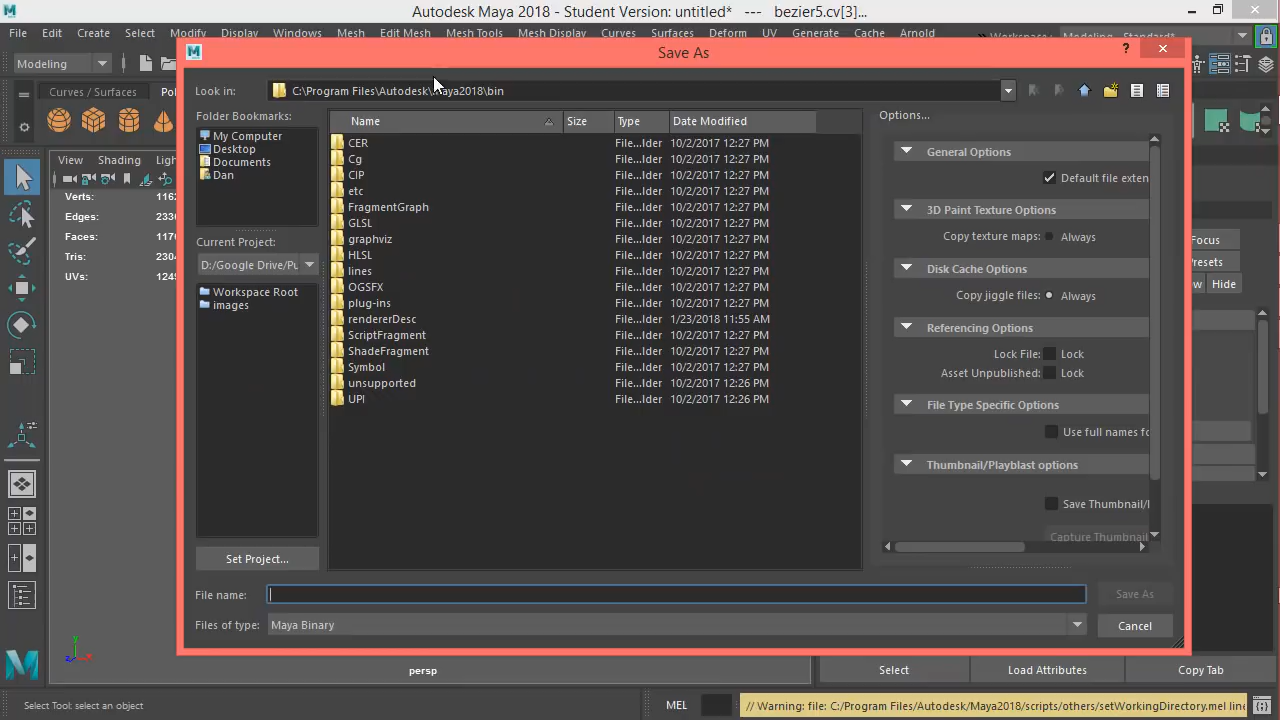 Autodesk Maya 2018 - Student Version: untitled* --- bezier5.cv[3]...
File Edit Create Select Modify Display Windows Mesh Edit Mesh Mesh Tools Mesh Display Curves Surfaces Deform UV Generate Cache Arnold
Save As
?
Modeling
Look in: C:\Program Files\Autodesk\Maya2018\bin
Curves / Surfaces
Folder Bookmarks:
My Computer
Desktop
Documents
Dan
Name Size Type Date Modified
CER File...lder 10/2/2017 12:27 PM
Cg File...lder 10/2/2017 12:27 PM
CIP File...lder 10/2/2017 12:27 PM
etc File...lder 10/2/2017 12:27 PM
FragmentGraph File...lder 10/2/2017 12:27 PM
GLSL File...lder 10/2/2017 12:27 PM
graphviz File...lder 10/2/2017 12:27 PM
HLSL File...lder 10/2/2017 12:27 PM
lines File...lder 10/2/2017 12:27 PM
OGSFX File...lder 10/2/2017 12:27 PM
plug-ins File...lder 10/2/2017 12:27 PM
rendererDesc File...lder 1/23/2018 11:55 AM
ScriptFragment File...lder 10/2/2017 12:27 PM
ShadeFragment File...lder 10/2/2017 12:27 PM
Symbol File...lder 10/2/2017 12:27 PM
unsupported File...lder 10/2/2017 12:26 PM
UPI File...lder 10/2/2017 12:26 PM
Options...
General Options
Default file exten
3D Paint Texture Options
Copy texture maps: Always
Disk Cache Options
Copy jiggle files: Always
Referencing Options
Lock File: Lock
Asset Unpublished: Lock
File Type Specific Options
Use full names fo
Thumbnail/Playblast options
Save Thumbnail/
Capture Thumbnail
View Shading
Verts:
Edges:
Faces:
Tris:
UVs:
Current Project:
D:/Google Drive/Pu
Workspace Root
images
Set Project...
File name:
Save As
Files of type: Maya Binary
Cancel
Focus
Presets
Hide
persp
Select Load Attributes Copy Tab
Select Tool: select an object
MEL
// Warning: file: C:/Program Files/Autodesk/Maya2018/scripts/others/setWorkingDirectory.mel line